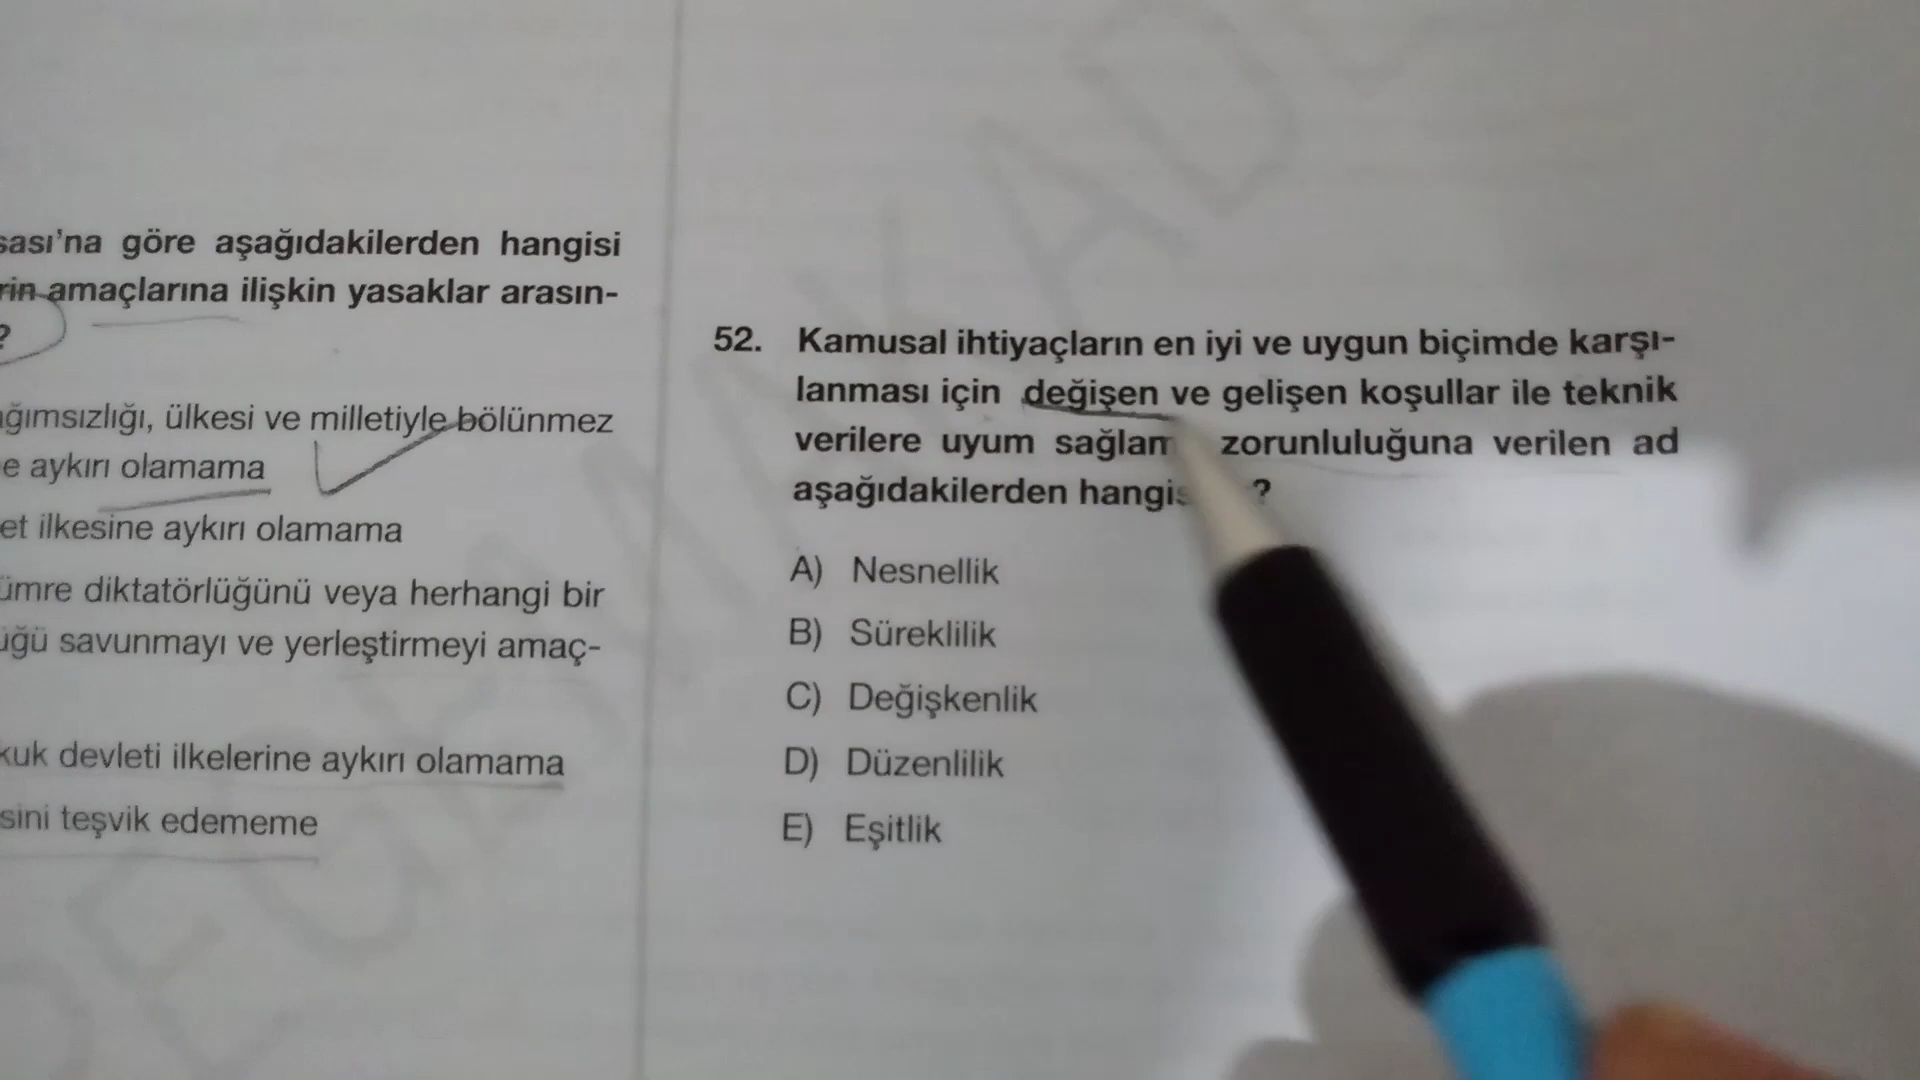 sası'na göre aşağıdakilerden hangisi
rin amaçlarına ilişkin yasaklar arasın-
?
ağımsızlığı, ülkesi ve milletiyle bölünmez
e aykırı olamama
et ilkesine aykırı olamama
ümre diktatörlüğünü veya herhangi bir
üğü savunmayı ve yerleştirmeyi amaç-
kuk devleti ilkelerine aykırı olamama
sini teşvik edememe
52. Kamusal ihtiyaçların en iyi ve uygun biçimde karşı-
lanması için değişen ve gelişen koşullar ile teknik
verilere uyum sağlam zorunluluğuna verilen ad
aşağıdakilerden hangis ?
A) Nesnellik
B) Süreklilik
C) Değişkenlik
D) Düzenlilik
E) Eşitlik